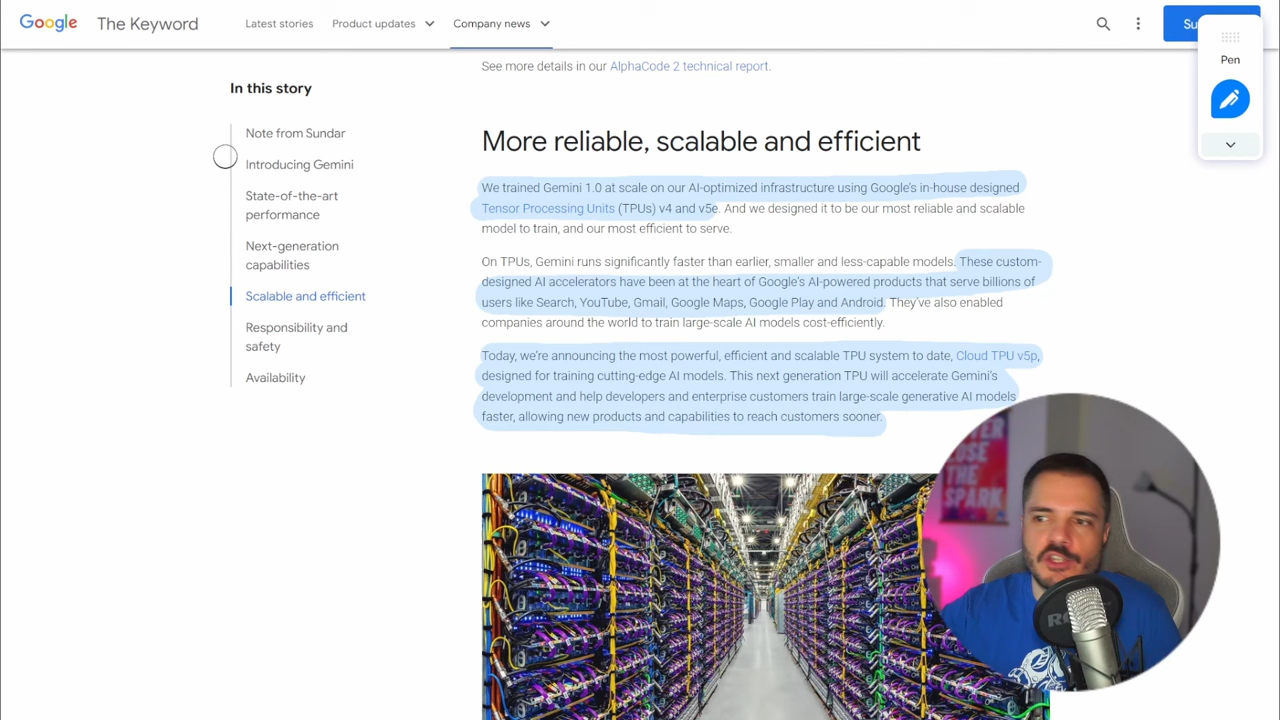 Google The Keyword Latest stories Product updates Company news
Pen
See more details in our AlphaCode 2 technical report.
In this story
Note from Sundar
Introducing Gemini
State-of-the-art
performance
Next-generation
capabilities
Scalable and efficient
Responsibility and
safety
Availability
More reliable, scalable and efficient
We trained Gemini 1.0 at scale on our AI-optimized infrastructure using Google's in-house designed
Tensor Processing Units (TPUs) v4 and v5e. And we designed it to be our most reliable and scalable
model to train, and our most efficient to serve.
On TPUs, Gemini runs significantly faster than earlier, smaller and less-capable models. These custom-
designed AI accelerators have been at the heart of Google's AI-powered products that serve billions of
users like Search, YouTube, Gmail, Google Maps, Google Play and Android. They've also enabled
companies around the world to train large-scale AI models cost-efficiently.
Today, we're announcing the most powerful, efficient and scalable TPU system to date, Cloud TPU v5p,
designed for training cutting-edge AI models. This next generation TPU will accelerate Gemini's
development and help developers and enterprise customers train large-scale generative AI models
faster, allowing new products and capabilities to reach customers sooner.
THE
SPARK